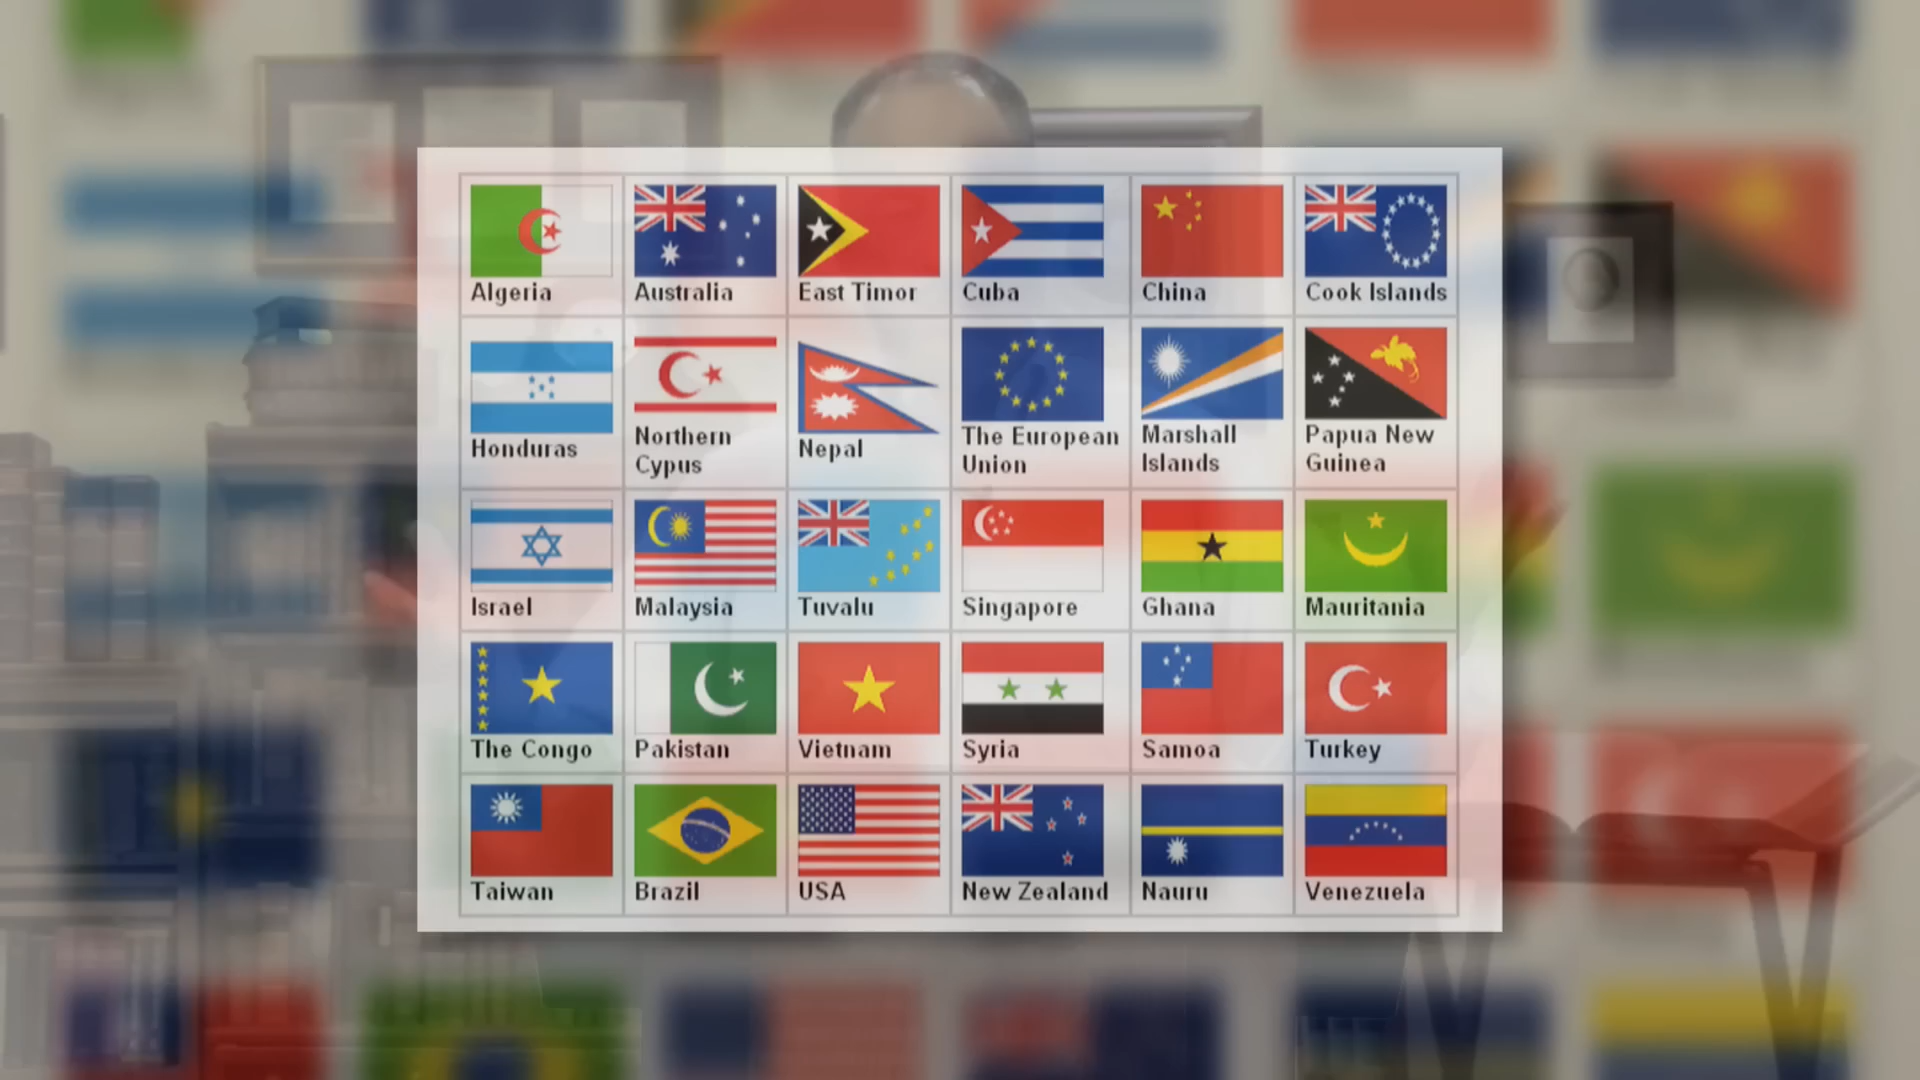 Algeria
Australia
East Timor
Cuba
China
Cook Islands
Honduras
Northern
Cypus
Nepal
The European
Union
Marshall
Islands
Papua New
Guinea
Israel
Malaysia
Tuvalu
Singapore
Ghana
Mauritania
The Congo
Pakistan
Vietnam
Syria
Samoa
Turkey
Taiwan
Brazil
USA
New Zealand
Nauru
Venezuela